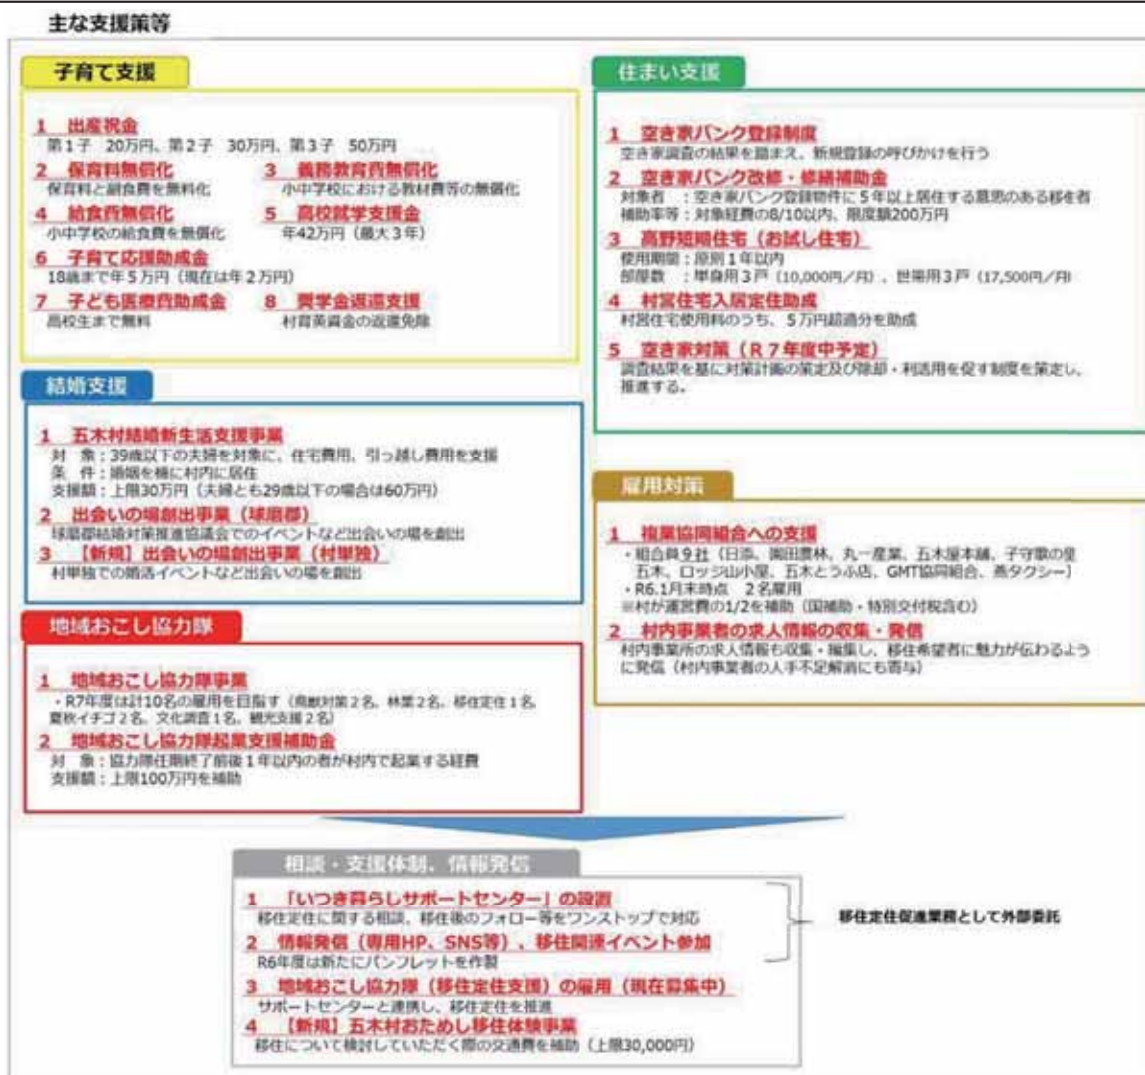 主な支援策等
子育て支援
1 出産祝金
第1子 20万円、第2子 30万円、第3子 50万円
2 保育料無償化
保育料と副食費を無料化
3 義務教育費無償化
小中学校における教材費等の無償化
4 給食費無償化
小中学校の給食費を無償化
5 高校就学支援金
年42万円（最大3年）
6 子育て応援助成金
18歳まで年5万円（現在は年2万円）
7 子ども医療費助成金
高校生まで無料
8 奨学金返還支援
村育英資金の返還免除
結婚支援
1 五木村結婚新生活支援事業
対 象：39歳以下の夫婦を対象に、住宅費用、引っ越し費用を支援
条 件：婚姻を機に村内に居住
支援額：上限30万円（夫婦とも29歳以下の場合は60万円）
2 出会いの場創出事業（球磨郡）
球磨郡結婚対策推進協議会でのイベントなど出会いの場を創出
3 【新規】出会いの場創出事業（村単独）
村単独での婚活イベントなど出会いの場を創出
地域おこし協力隊
1 地域おこし協力隊事業
・R7年度は計10名の雇用を目指す（鳥獣対策2名、林業2名、移住定住1名、
夏秋イチゴ2名、文化調査1名、観光支援2名）
2 地域おこし協力隊起業支援補助金
対 象：協力隊任期終了前後1年以内の者が村内で起業する経費
支援額：上限100万円を補助
住まい支援
1 空き家バンク登録制度
空き家調査の結果を踏まえ、新規登録の呼びかけを行う
2 空き家バンク改修・修繕補助金
対象者 ：空き家バンク登録物件に5年以上居住する意思のある移住者
補助率等：対象経費の8/10以内、限度額200万円
3 高野短期住宅（お試し住宅）
使用期間：原則1年以内
部屋数 ：単身用3戸（10,000円／月）、世帯用3戸（17,500円／月）
4 村営住宅入居定住助成
村営住宅使用料のうち、5万円超過分を助成
5 空き家対策（R7年度中予定）
調査結果を基に対策計画の策定及び除却・利活用を促す制度を策定し、
推進する。
雇用対策
1 複業協同組合への支援
・組合員9社（日添、園田農林、丸一産業、五木屋本舗、子守歌の里
五木、ロッジ山小屋、五木とうふ店、GMT協同組合、燕タクシー）
・R6.1月末時点 2名雇用
※村が運営費の1/2を補助（国補助・特別交付税含む）
2 村内事業者の求人情報の収集・発信
村内事業所の求人情報も収集・編集し、移住希望者に魅力が伝わるよう
に発信（村内事業者の人手不足解消にも寄与）
相談・支援体制、情報発信
1 「いつき暮らしサポートセンター」の設置
移住定住に関する相談、移住後のフォロー等をワンストップで対応
2 情報発信（専用HP、SNS等）、移住関連イベント参加
R6年度は新たにパンフレットを作製
3 地域おこし協力隊（移住定住支援）の雇用（現在募集中）
サポートセンターと連携し、移住定住を推進
4 【新規】五木村おためし移住体験事業
移住について検討していただく際の交通費を補助（上限30,000円）
移住定住促進業務として外部委託